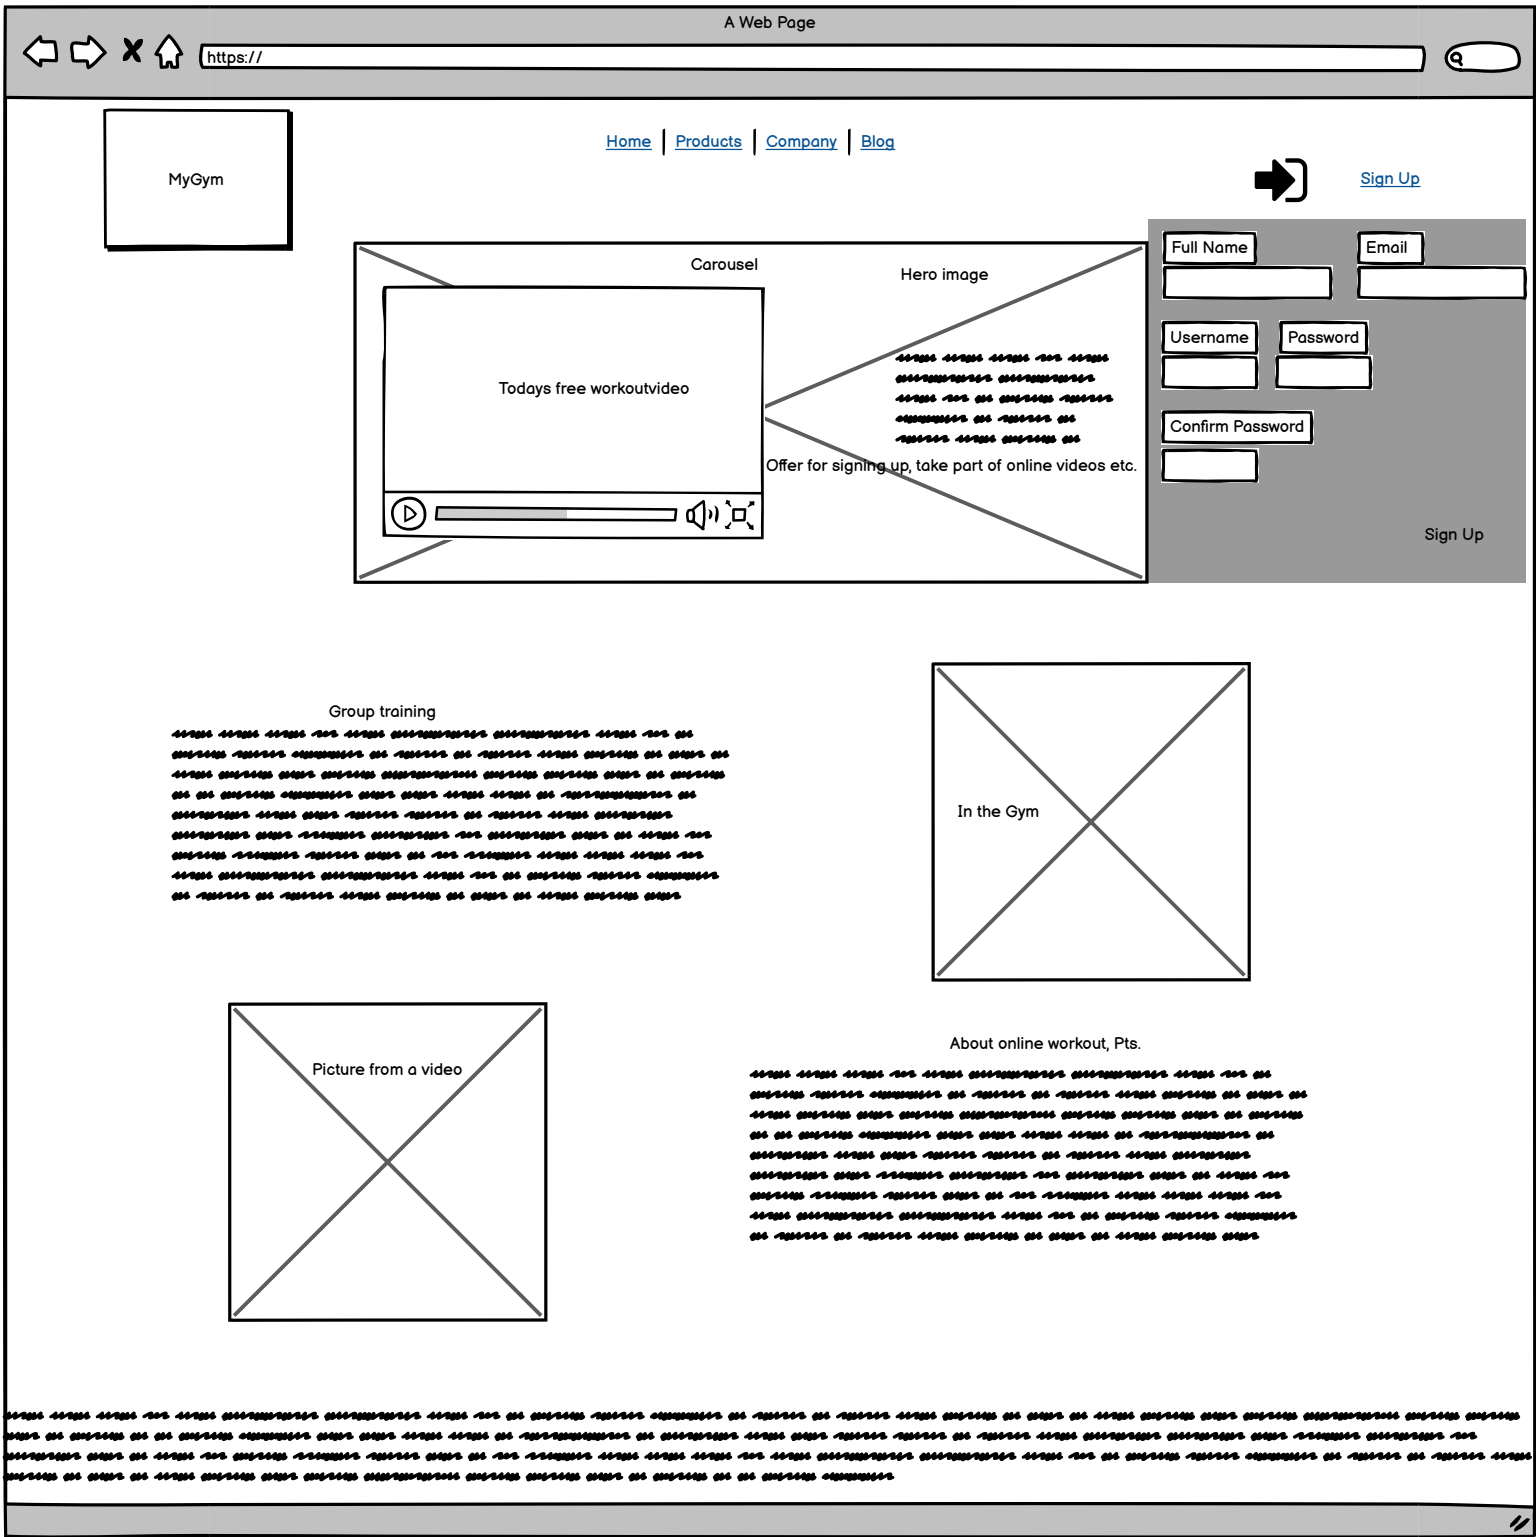 A Web Page
https://
MyGym
Home
Products
Company
Blog
Sign Up
Carousel
Hero image
Todays free workoutvideo
Offer for signing up, take part of online videos etc.
Full Name
Email
Username
Password
Confirm Password
Sign Up
Group training
In the Gym
Picture from a video
About online workout, Pts.